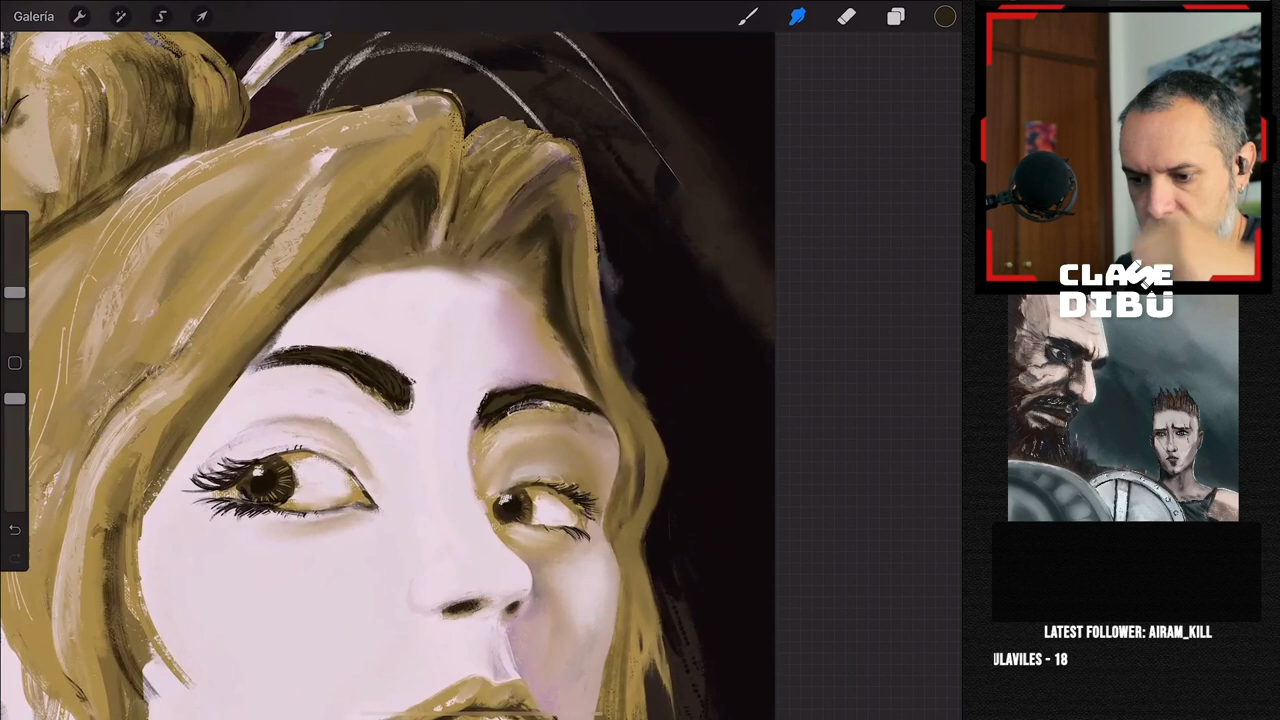 Galería
CLASE
DIBU
LATEST FOLLOWER: AIRAM_KILL
ULAVILES - 18